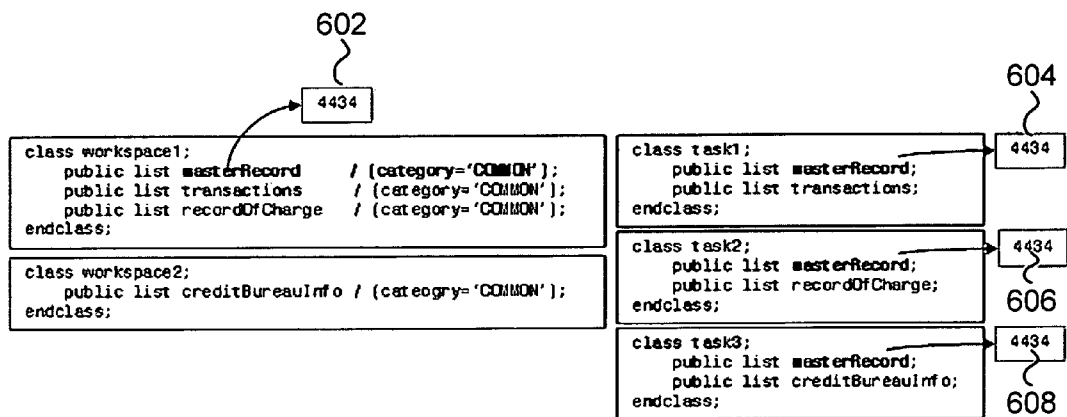 602
4434
class workspace1;
public list masterRecord / (category='COMMON');
public list transactions / (category='COMMON');
public list recordOfCharge / (category='COMMON');
endclass;
class workspace2;
public list creditBureauInfo / (cateogry='COMMON');
endclass;
604
4434
class task1;
public list masterRecord;
public list transactions;
endclass;
4434
606
class task2;
public list masterRecord;
public list recordOfCharge;
endclass;
4434
608
class task3;
public list masterRecord;
public list creditBureauInfo;
endclass;